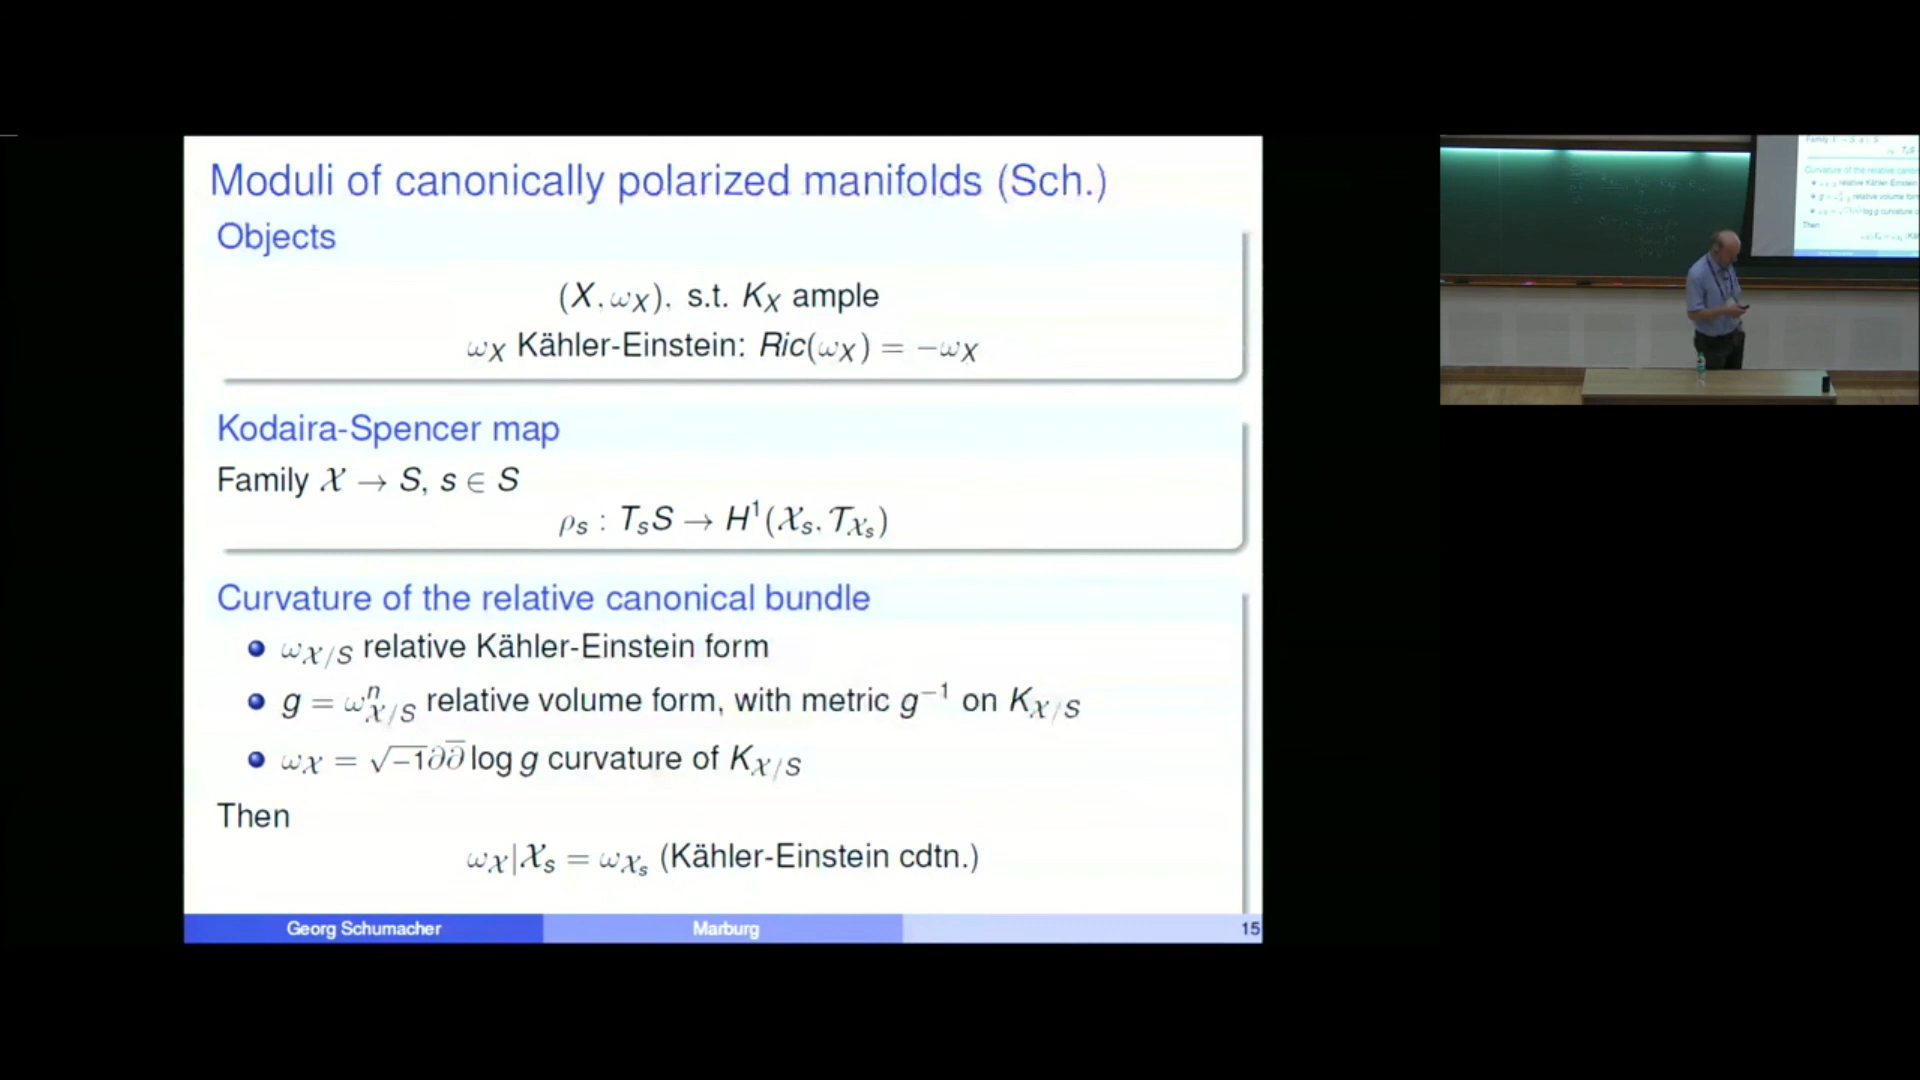 Moduli of canonically polarized manifolds (Sch.)
Objects
(X, ω_X), s.t. K_X ample
ω_X Kähler-Einstein: Ric(ω_X) = −ω_X
Kodaira-Spencer map
Family 𝒳 → S, s ∈ S
ρ_s : T_sS → H¹(𝒳_s, 𝒯_{𝒳_s})
Curvature of the relative canonical bundle
ω_{𝒳/S} relative Kähler-Einstein form
g = ω^n_{𝒳/S} relative volume form, with metric g⁻¹ on K_{𝒳/S}
ω_𝒳 = √−1∂∂̄ log g curvature of K_{𝒳/S}
Then
ω_𝒳|𝒳_s = ω_{𝒳_s} (Kähler-Einstein cdtn.)
Georg Schumacher
Marburg
15